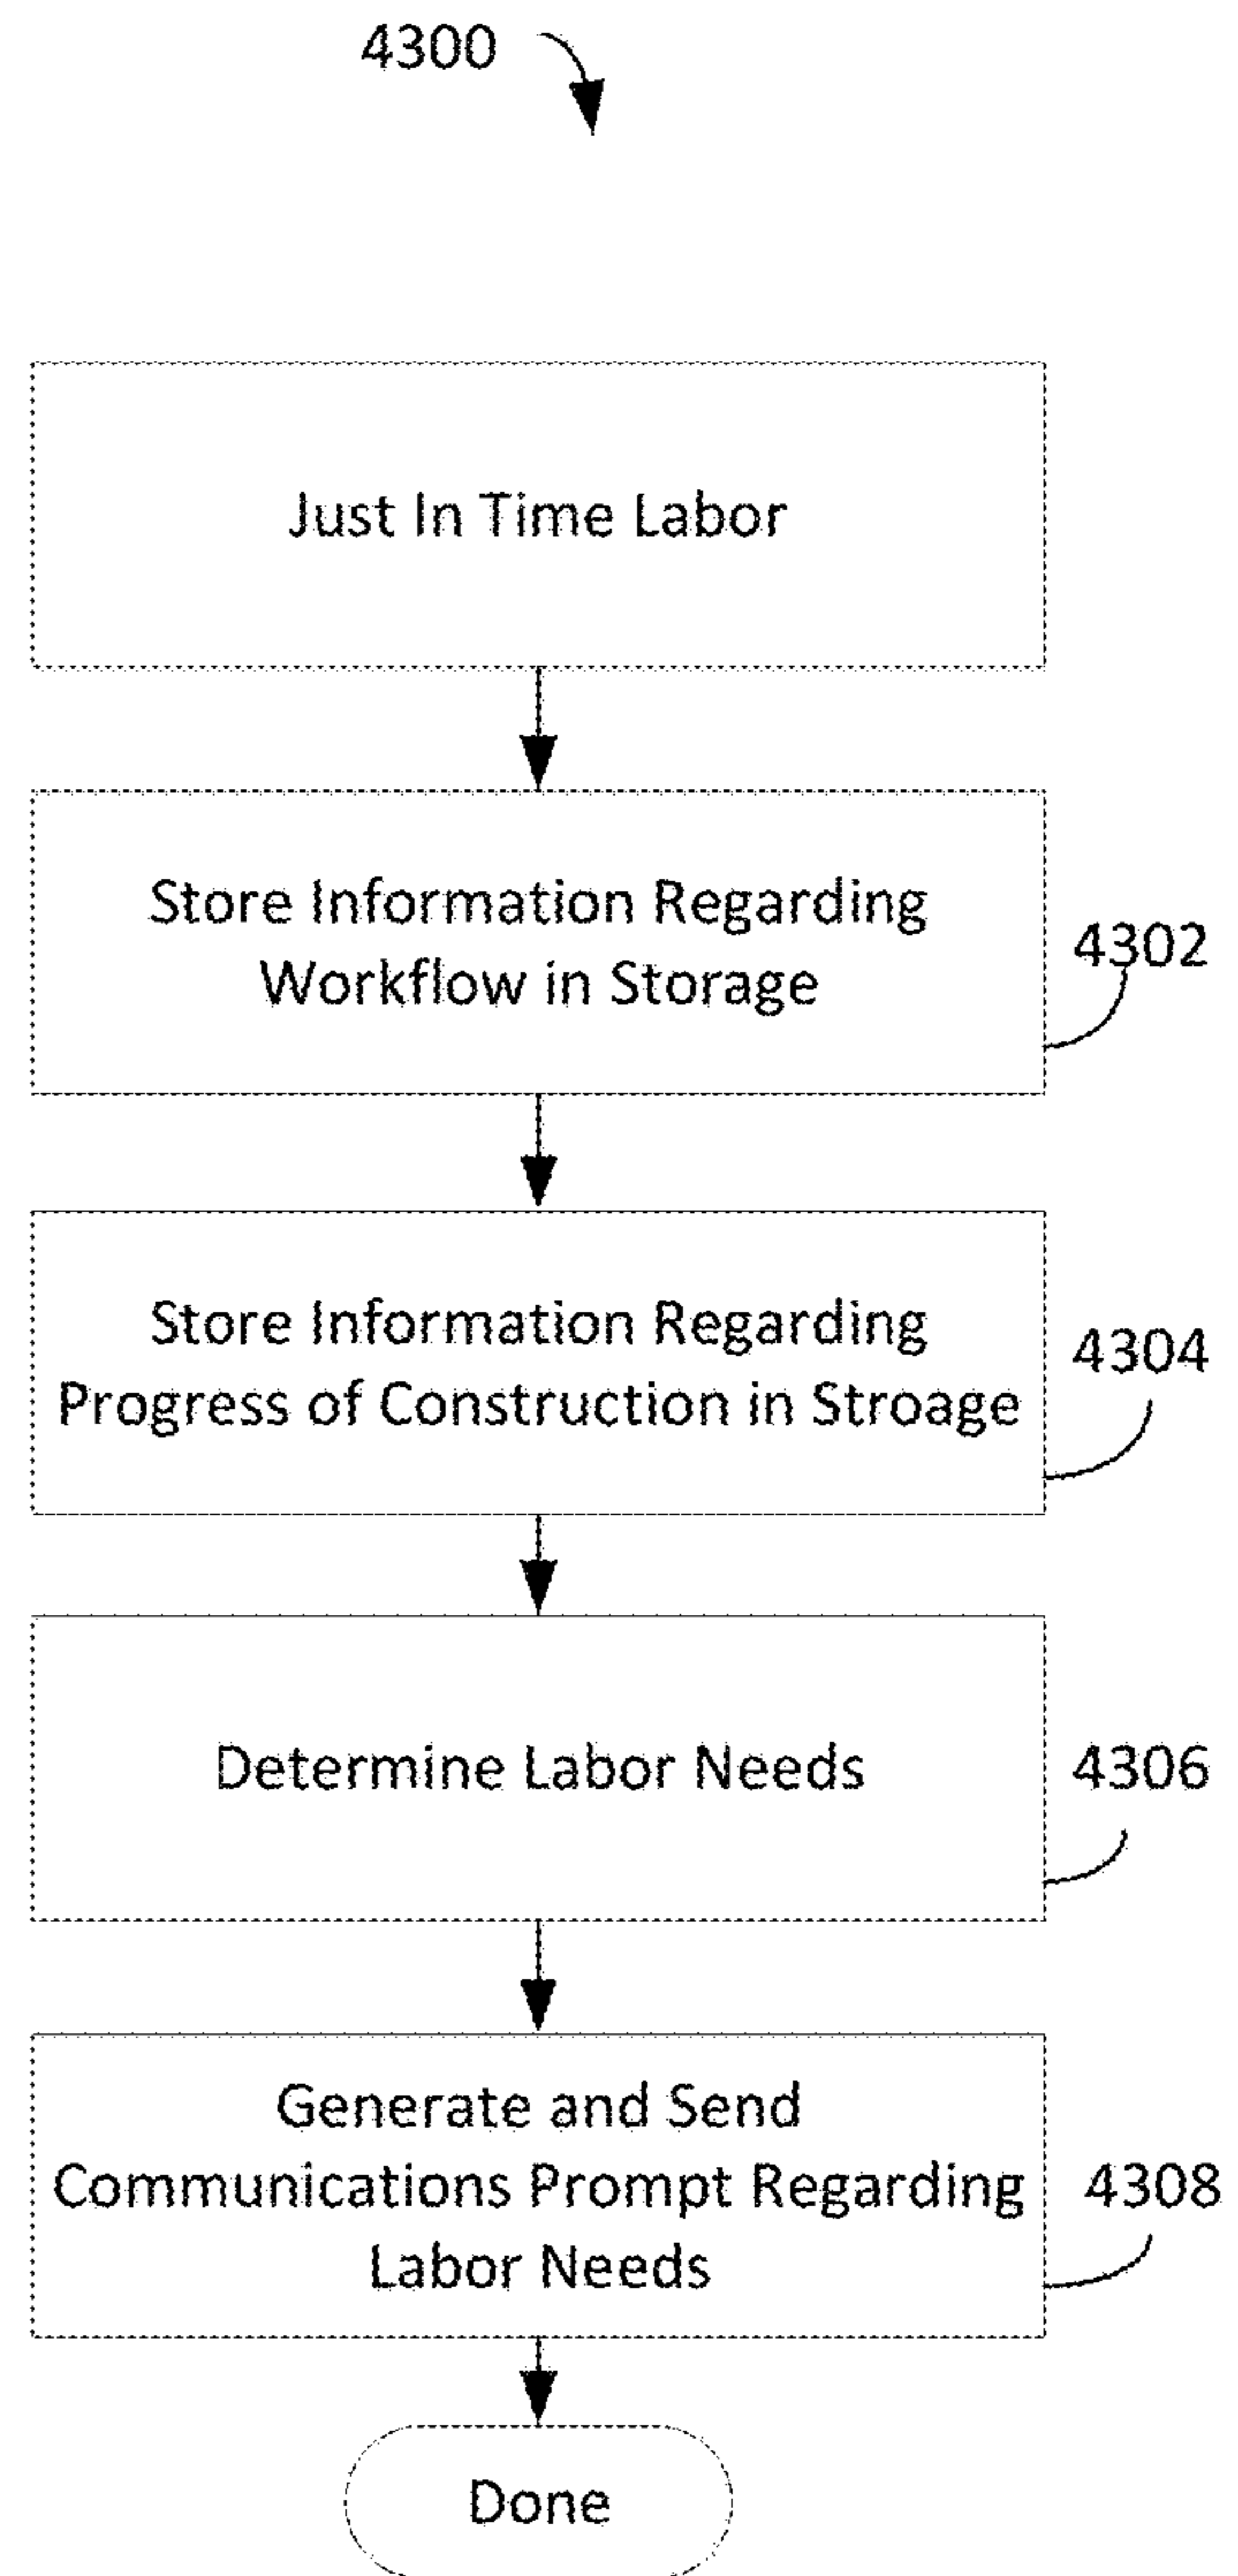 4300
Just In Time Labor
Store Information Regarding
Workflow in Storage
4302
Store Information Regarding
Progress of Construction in Stroage
4304
Determine Labor Needs
4306
Generate and Send
Communications Prompt Regarding
Labor Needs
4308
Done